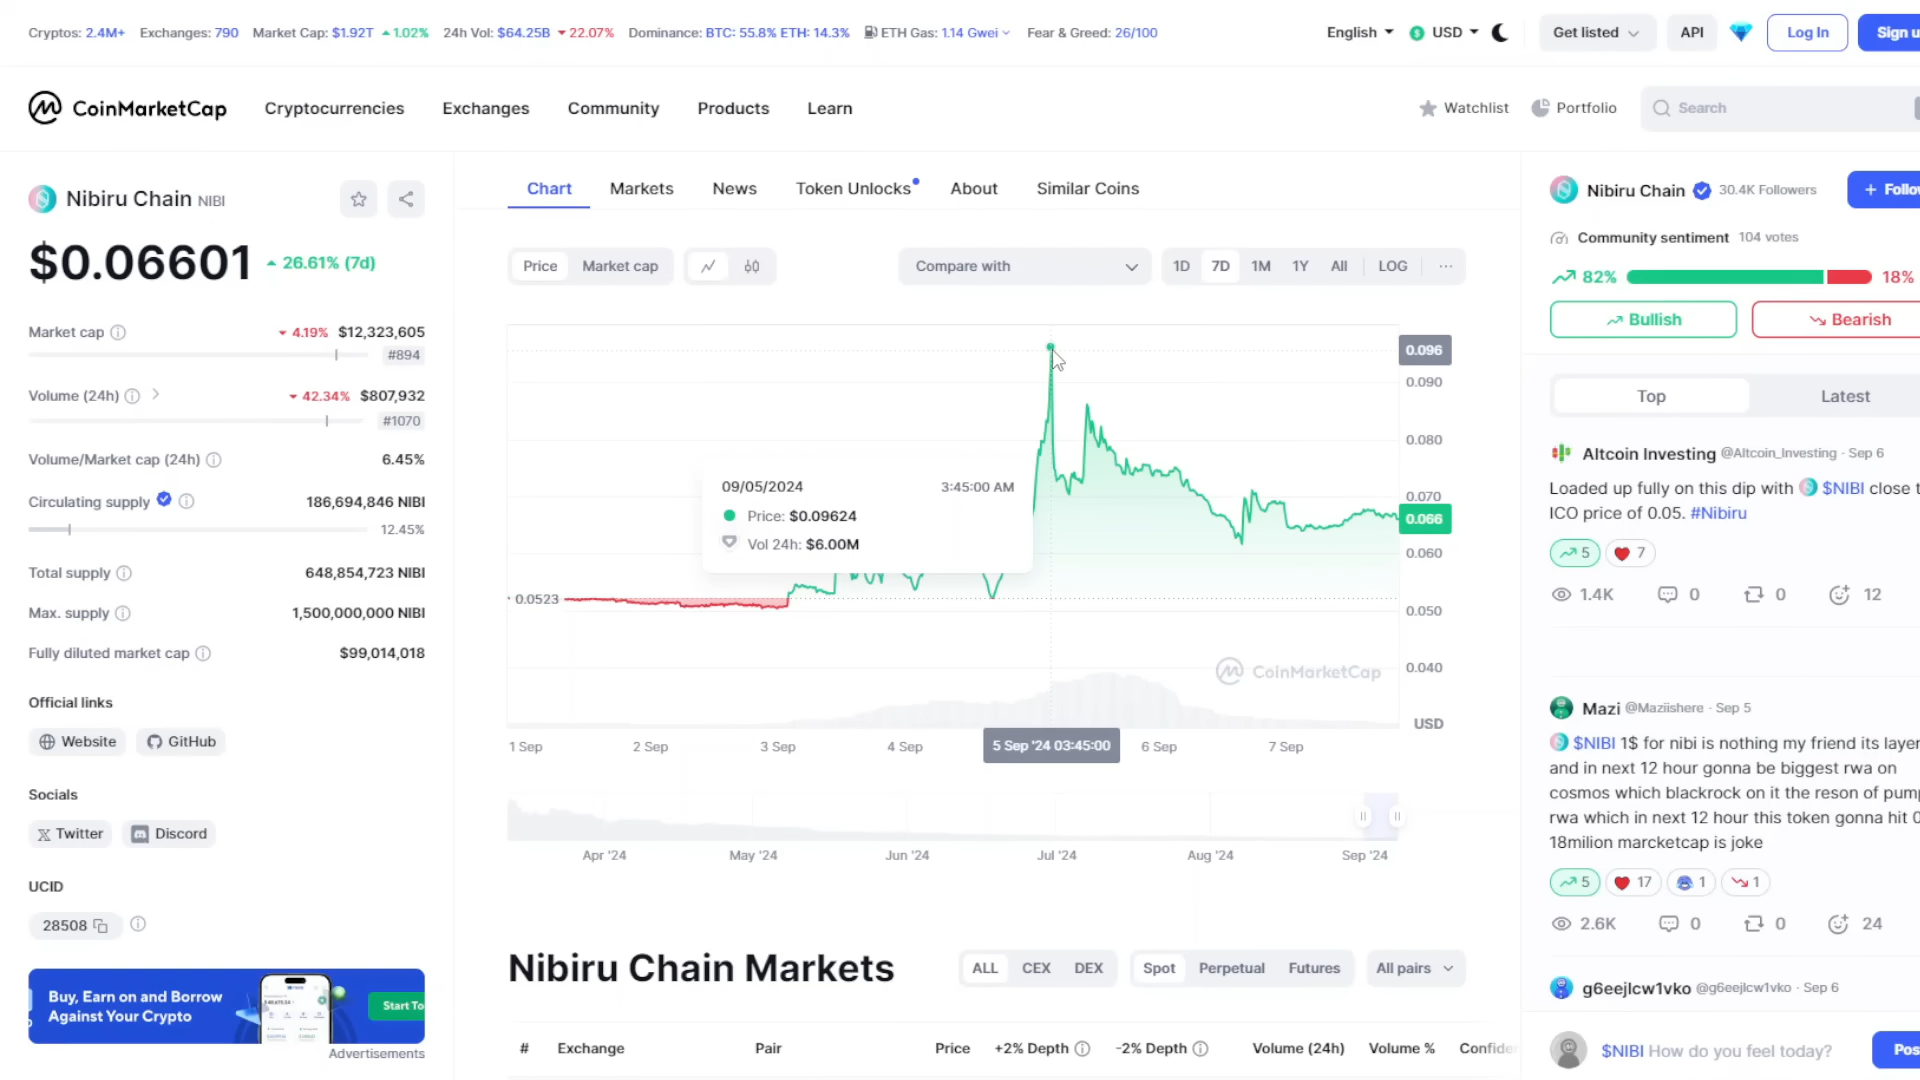 Cryptos: 2.4M+ Exchanges: 790 Market Cap: $1.92T 1.02% 24h Vol: $64.25B 22.07% Dominance: BTC: 55.8% ETH: 14.3% ETH Gas: 1.14 Gwei Fear & Greed: 26/100
English USD Get listed API Log In Sign u
CoinMarketCap Cryptocurrencies Exchanges Community Products Learn
Watchlist Portfolio Search
Nibiru Chain NIBI
$0.06601 26.61% (7d)
Market cap 4.19% $12,323,605
#894
Volume (24h) 42.34% $807,932
#1070
Volume/Market cap (24h) 6.45%
Circulating supply 186,694,846 NIBI
12.45%
Total supply 648,854,723 NIBI
Max. supply 1,500,000,000 NIBI
Fully diluted market cap $99,014,018
Official links
Website GitHub
Socials
Twitter Discord
UCID
28508
Buy, Earn on and Borrow
Against Your Crypto
Start To
Advertisements
Chart Markets News Token Unlocks About Similar Coins
Price Market cap Compare with 1D 7D 1M 1Y All LOG ...
0.096
0.090
0.080
0.070
0.066
0.060
0.050
0.040
USD
09/05/2024 3:45:00 AM
Price: $0.09624
Vol 24h: $6.00M
0.0523
CoinMarketCap
1 Sep 2 Sep 3 Sep 4 Sep 5 Sep '24 03:45:00 6 Sep 7 Sep
Apr '24 May '24 Jun '24 Jul '24 Aug '24 Sep '24
Nibiru Chain Markets ALL CEX DEX Spot Perpetual Futures All pairs
# Exchange Pair Price +2% Depth -2% Depth Volume (24h) Volume % Confide
Nibiru Chain 30.4K Followers + Follo
Community sentiment 104 votes
82% 18%
Bullish Bearish
Top Latest
Altcoin Investing @Altcoin_Investing · Sep 6
Loaded up fully on this dip with $NIBI close t
ICO price of 0.05. #Nibiru
5 7
1.4K 0 0 12
Mazi @Maziishere · Sep 5
$NIBI 1$ for nibi is nothing my friend its layer
and in next 12 hour gonna be biggest rwa on
cosmos which blackrock on it the reson of pump
rwa which in next 12 hour this token gonna hit 0
18milion marcketcap is joke
5 17 1 1
2.6K 0 0 24
g6eejlcw1vko @g6eejlcw1vko · Sep 6
$NIBI How do you feel today? Pos